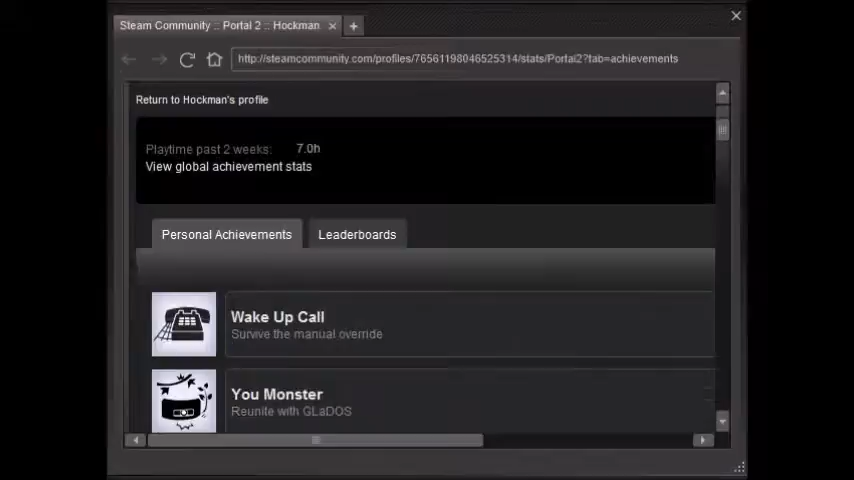 Steam Community :: Portal 2 :: Hockman
http://steamcommunity.com/profiles/76561198046525314/stats/Portal2?tab=achievements
Return to Hockman's profile
Playtime past 2 weeks: 7.0h
View global achievement stats
Personal Achievements Leaderboards
Wake Up Call
Survive the manual override
You Monster
Reunite with GLaDOS